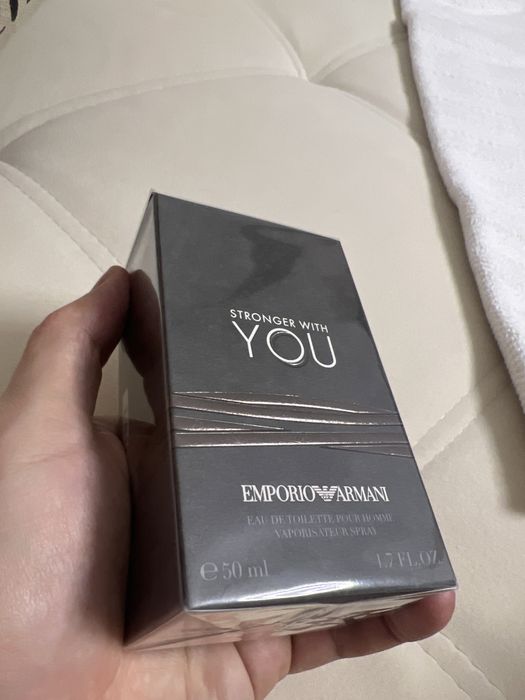 STRONGER WITH
YOU
EMPORIO ARMANI
EAU DE TOILETTE POUR HOMME
VAPORISATEUR SPRAY
e 50 ml 1.7 FL.OZ.